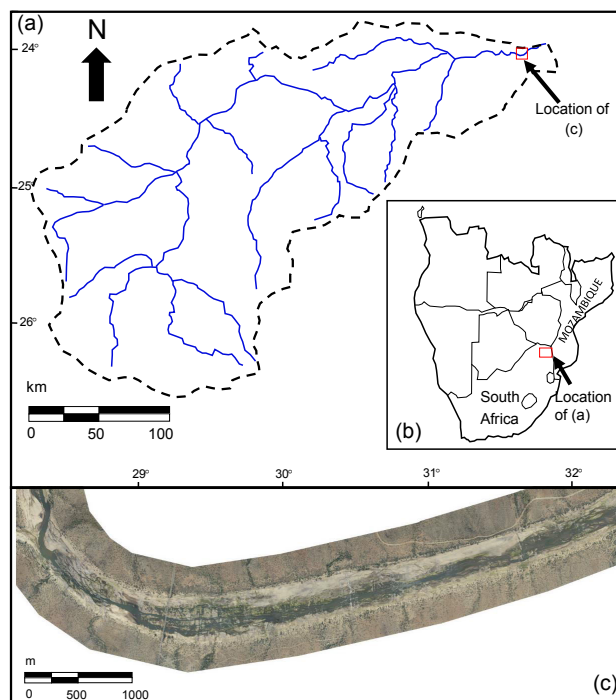 (a)
N
24°
Location of
(c)
25°
26°
MOZAMBIQUE
South
Africa
Location
of (a)
(b)
km
0 50 100
29° 30° 31° 32°
m
0 500 1000
(c)